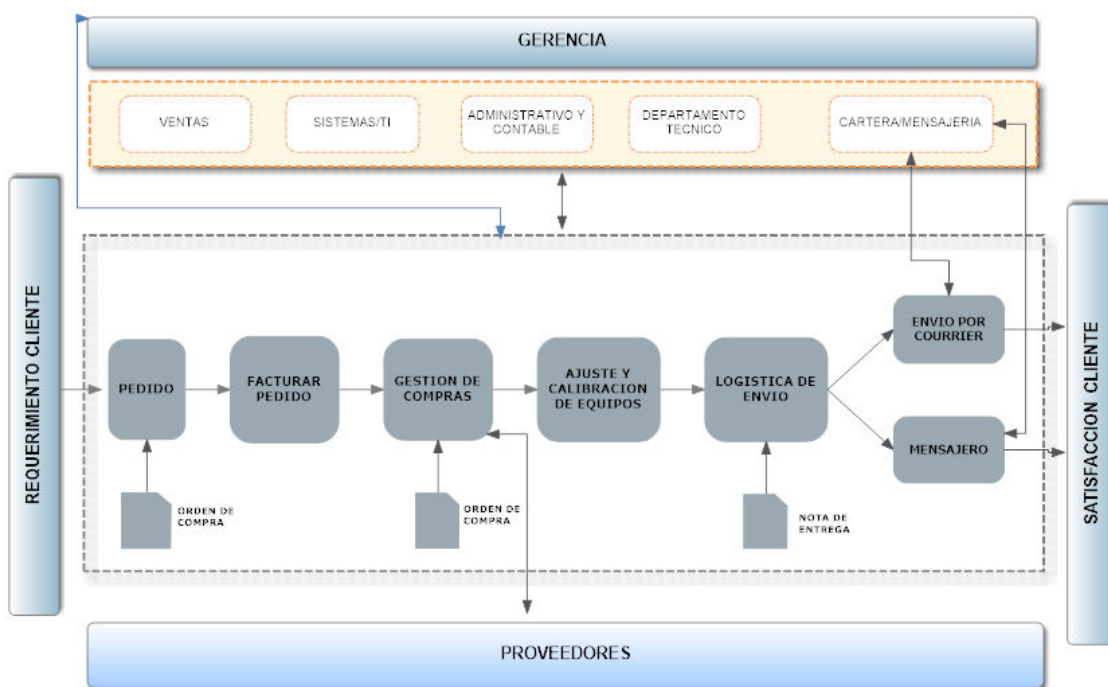 GERENCIA
VENTAS
SISTEMAS/TI
ADMINISTRATIVO Y
CONTABLE
DEPARTAMENTO
TECNICO
CARTERA/MENSAJERIA
REQUERIMIENTO CLIENTE
PEDIDO
FACTURAR
PEDIDO
GESTION DE
COMPRAS
AJUSTE Y
CALIBRACION
DE EQUIPOS
LOGISTICA DE
ENVIO
ENVIO POR
COURRIER
MENSAJERO
ORDEN DE
COMPRA
ORDEN DE
COMPRA
NOTA DE
ENTREGA
SATISFACCION CLIENTE
PROVEEDORES